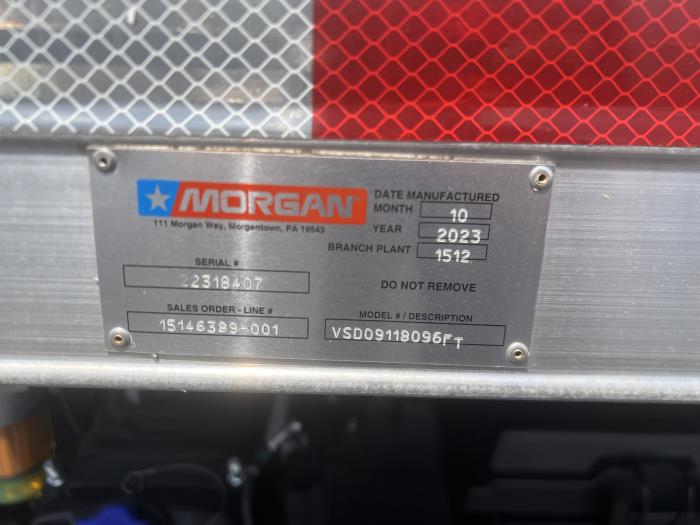 MORGAN
111 Morgan Way, Morgantown, PA 19543
DATE MANUFACTURED
MONTH 10
YEAR 2023
BRANCH PLANT 1512
SERIAL #
22318407
DO NOT REMOVE
SALES ORDER - LINE #
15146389-001
MODEL # / DESCRIPTION
VSD09118096FT